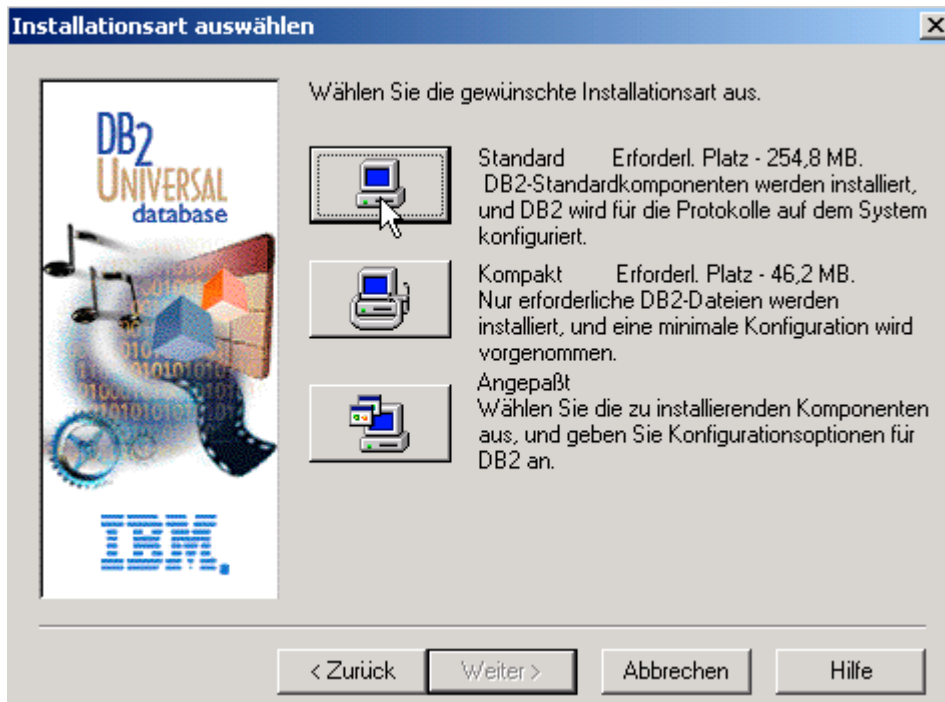 Installationsart auswählen
DB2
UNIVERSAL
database
IBM.
Wählen Sie die gewünschte Installationsart aus.
Standard Erforderl. Platz - 254,8 MB.
DB2-Standardkomponenten werden installiert,
und DB2 wird für die Protokolle auf dem System
konfiguriert.
Kompakt Erforderl. Platz - 46,2 MB.
Nur erforderliche DB2-Dateien werden
installiert, und eine minimale Konfiguration wird
vorgenommen.
Angepaßt
Wählen Sie die zu installierenden Komponenten
aus, und geben Sie Konfigurationsoptionen für
DB2 an.
< Zurück Weiter > Abbrechen Hilfe